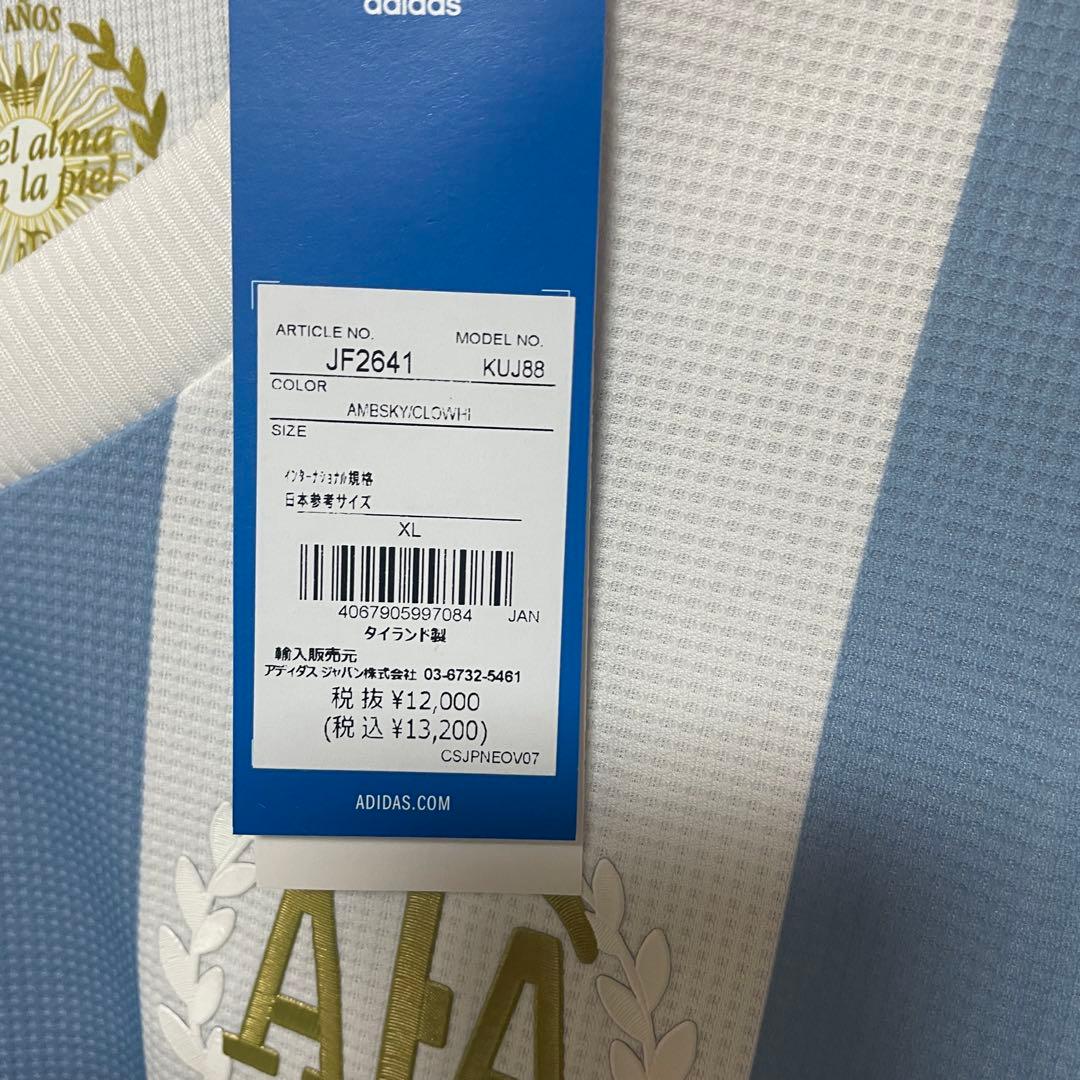 AÑOS
el alma
la piel
adidas
ARTICLE NO.
MODEL NO.
JF2641
KUJ88
COLOR
AMBSKY/CLOWHI
SIZE
インターナショナル規格
日本参考サイズ
XL
4067905997084 JAN
タイランド製
輸入販売元
アディダス ジャパン株式会社 03-6732-5461
税抜 ¥12,000
(税込 ¥13,200)
CSJPNEOV07
ADIDAS.COM
AFA